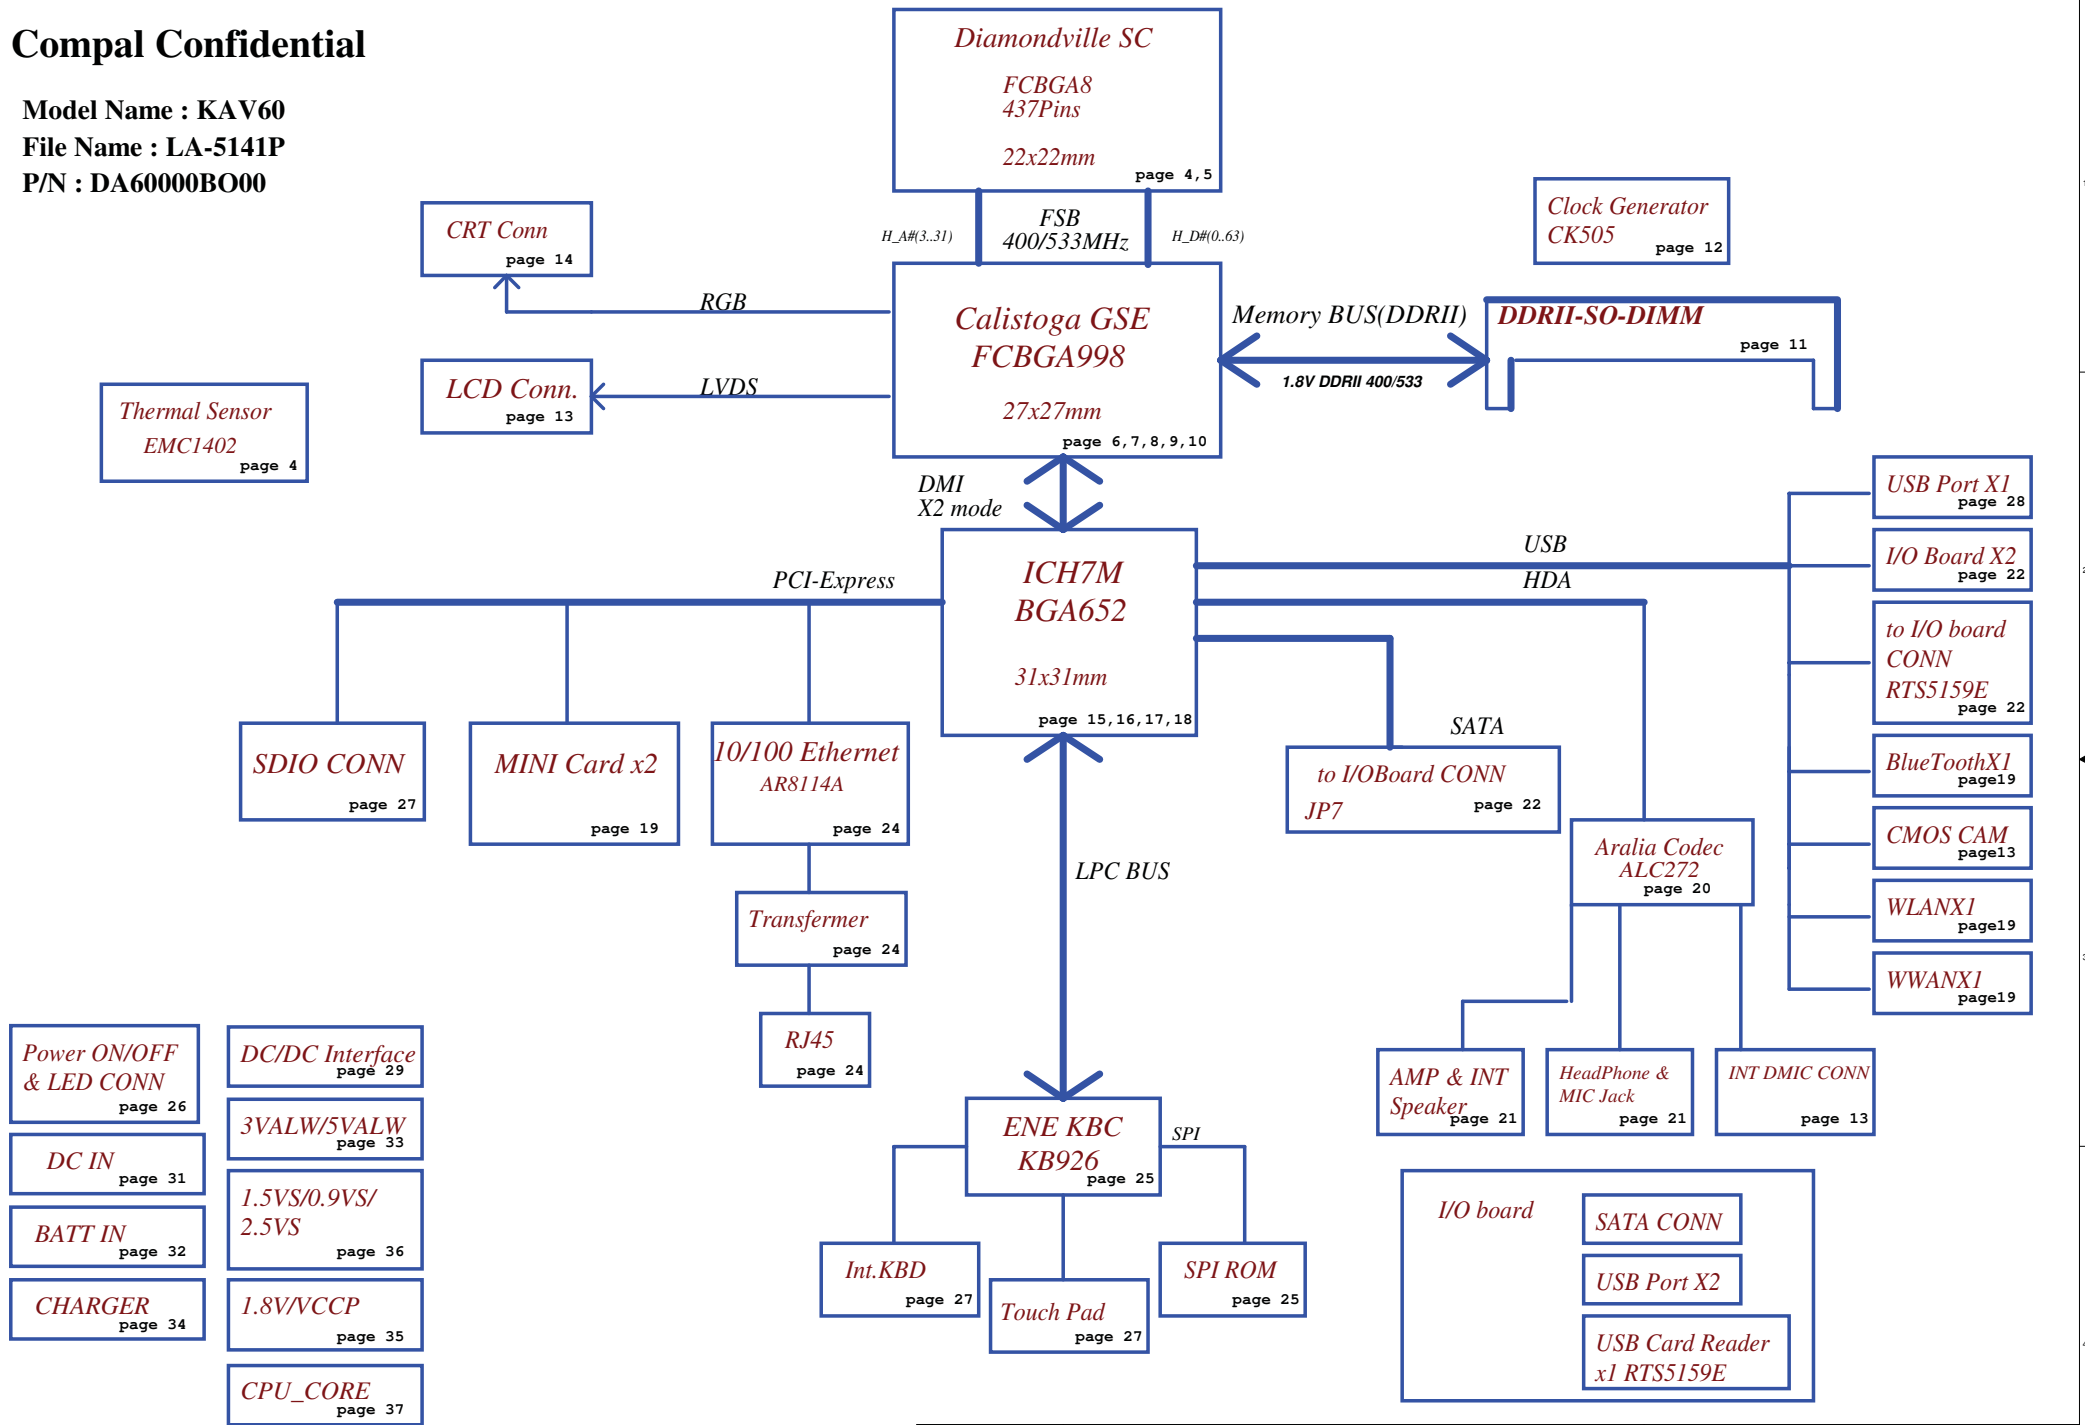 Compal Confidential
Model Name : KAV60
File Name : LA-5141P
P/N : DA60000BO00
Diamondville SC
FCBGA8
437Pins
22x22mm
page 4,5
H_A#(3..31)
FSB
400/533MHz
H_D#(0..63)
Clock Generator
CK505
page 12
CRT Conn
page 14
RGB
Calistoga GSE
FCBGA998
27x27mm
page 6,7,8,9,10
Memory BUS(DDRII)
1.8V DDRII 400/533
DDRII-SO-DIMM
page 11
LCD Conn.
page 13
LVDS
Thermal Sensor
EMC1402
page 4
DMI
X2 mode
ICH7M
BGA652
31x31mm
page 15,16,17,18
PCI-Express
USB
HDA
SATA
USB Port X1
page 28
I/O Board X2
page 22
to I/O board
CONN
RTS5159E
page 22
BlueToothX1
page19
CMOS CAM
page13
WLANX1
page19
WWANX1
page19
SDIO CONN
page 27
MINI Card x2
page 19
10/100 Ethernet
AR8114A
page 24
Transfermer
page 24
RJ45
page 24
to I/OBoard CONN
JP7
page 22
Aralia Codec
ALC272
page 20
LPC BUS
AMP & INT
Speaker
page 21
HeadPhone &
MIC Jack
page 21
INT DMIC CONN
page 13
ENE KBC
KB926
page 25
SPI
Int.KBD
page 27
Touch Pad
page 27
SPI ROM
page 25
Power ON/OFF
& LED CONN
page 26
DC IN
page 31
BATT IN
page 32
CHARGER
page 34
DC/DC Interface
page 29
3VALW/5VALW
page 33
1.5VS/0.9VS/
2.5VS
page 36
1.8V/VCCP
page 35
CPU_CORE
page 37
I/O board
SATA CONN
USB Port X2
USB Card Reader
x1 RTS5159E